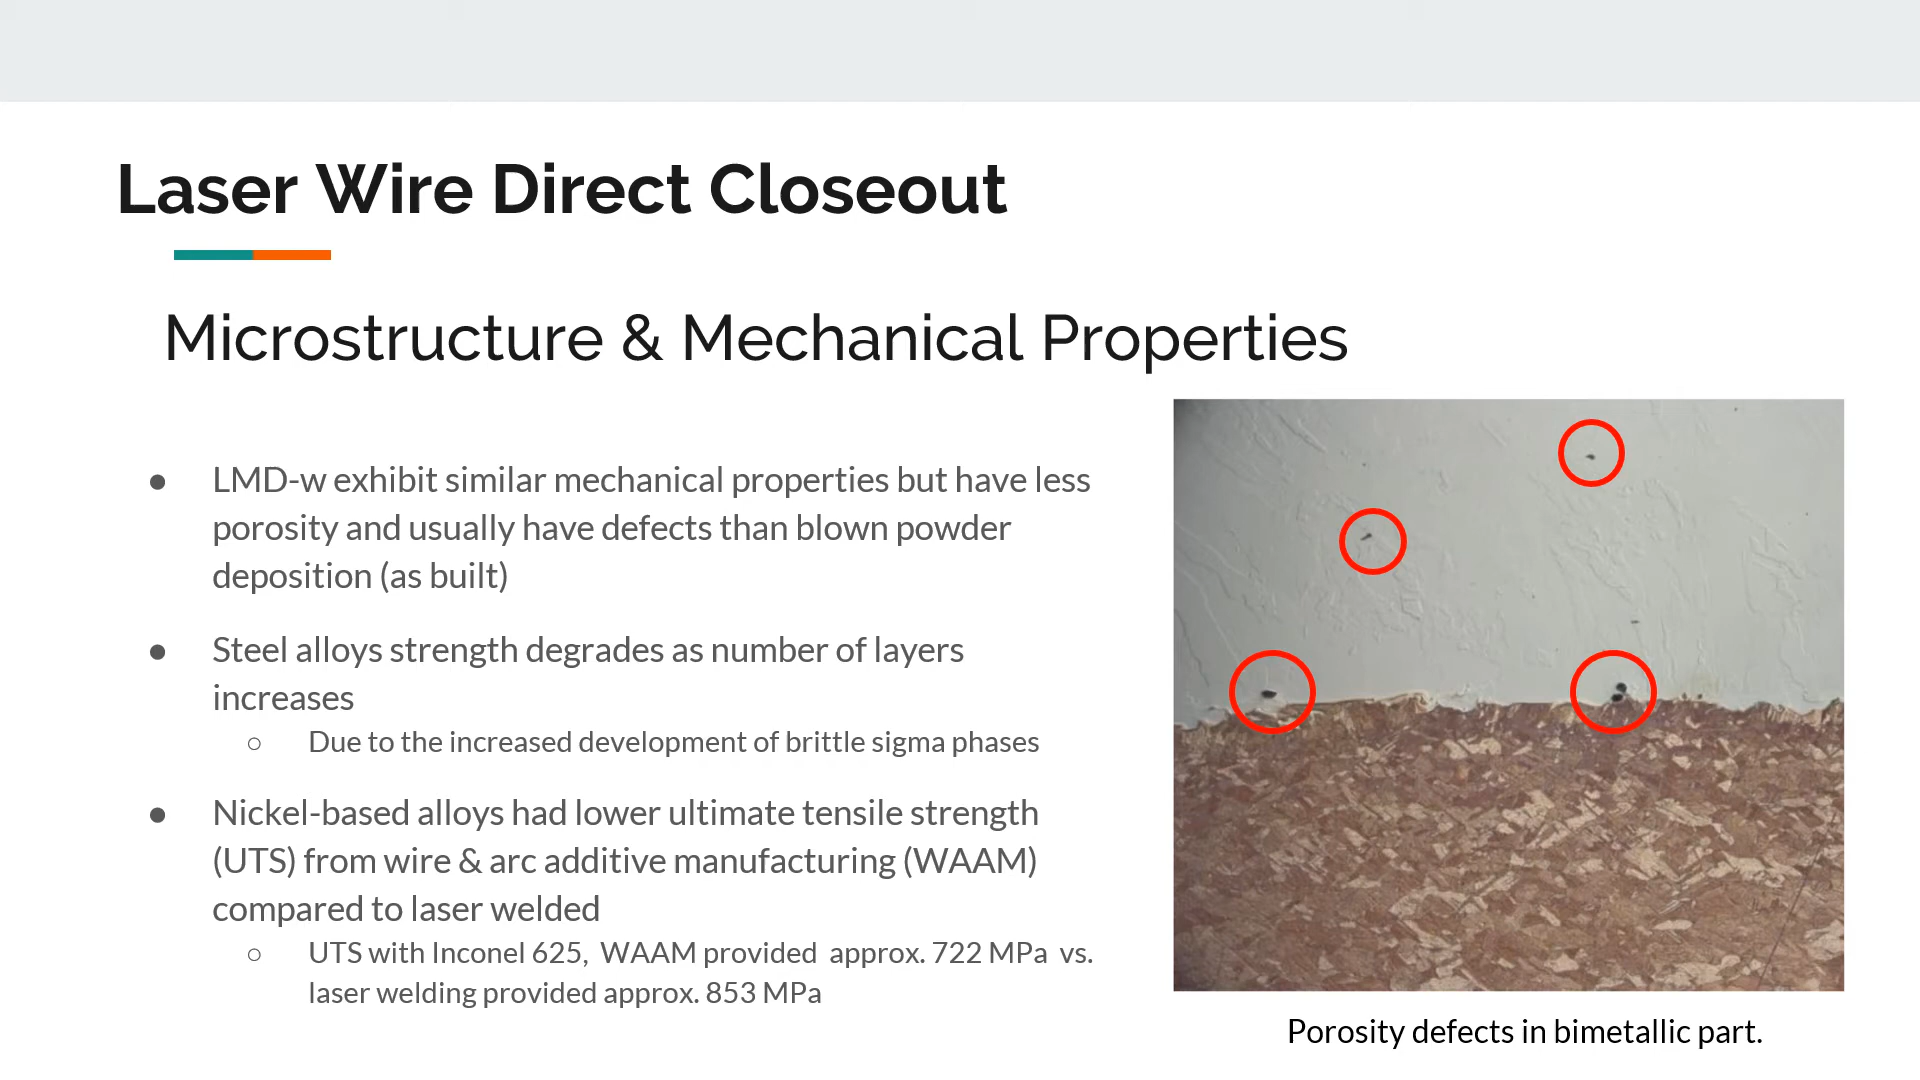 Laser Wire Direct Closeout
Microstructure & Mechanical Properties
● LMD-w exhibit similar mechanical properties but have less
porosity and usually have defects than blown powder
deposition (as built)
● Steel alloys strength degrades as number of layers
increases
○ Due to the increased development of brittle sigma phases
● Nickel-based alloys had lower ultimate tensile strength
(UTS) from wire & arc additive manufacturing (WAAM)
compared to laser welded
○ UTS with Inconel 625, WAAM provided approx. 722 MPa vs.
laser welding provided approx. 853 MPa
Porosity defects in bimetallic part.